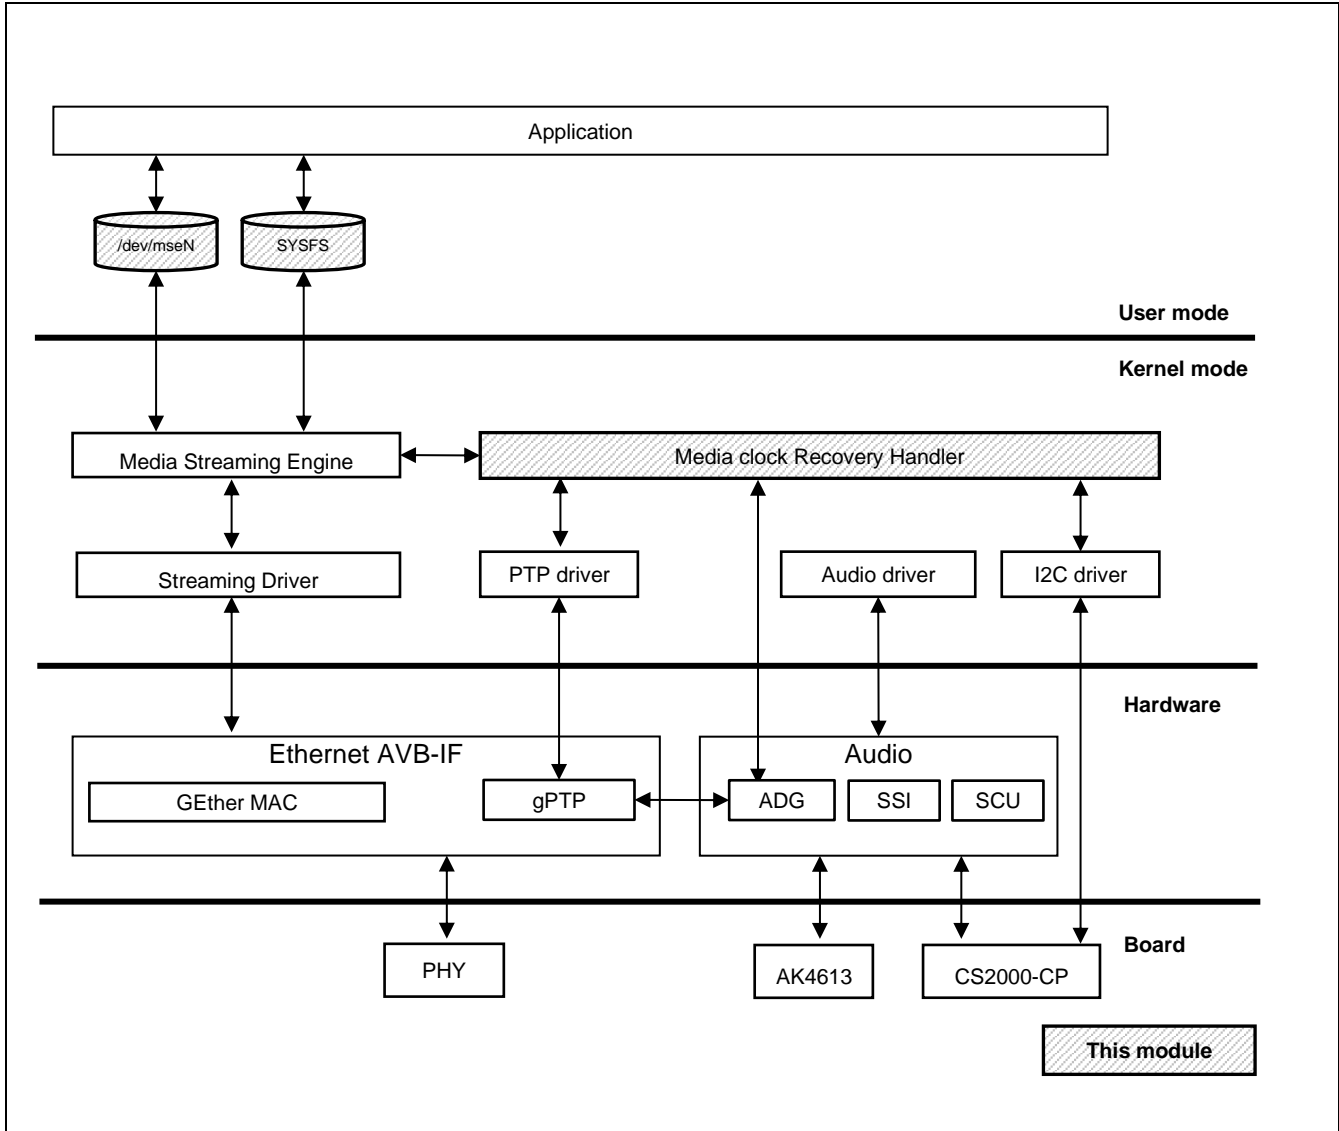 Application
/dev/mseN
SYSFS
User mode
Kernel mode
Media Streaming Engine
Media clock Recovery Handler
Streaming Driver
PTP driver
Audio driver
I2C driver
Hardware
Ethernet AVB-IF
Audio
GEther MAC
gPTP
ADG
SSI
SCU
Board
PHY
AK4613
CS2000-CP
This module